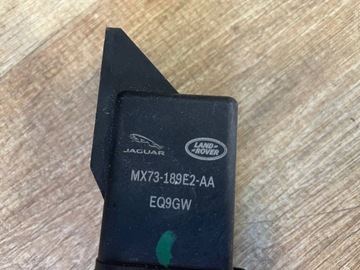 JAGUAR
LAND ROVER
MX73-189E2-AA
EQ9GW